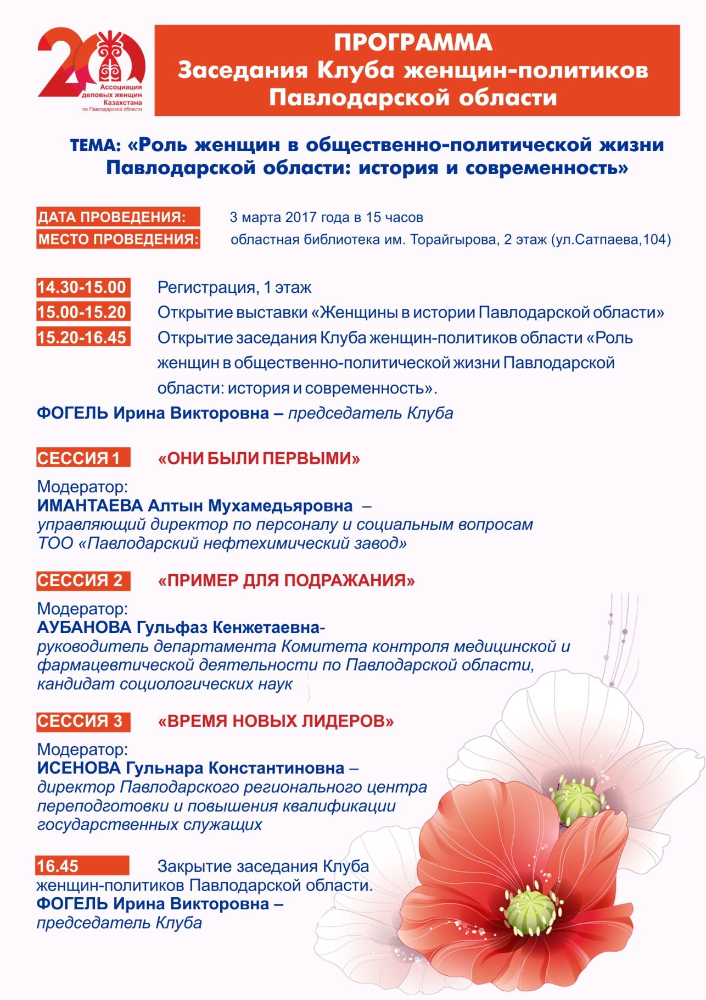 20
Ассоциация
деловых женщин
Казахстана
по Павлодарской области
ПРОГРАММА
Заседания Клуба женщин-политиков
Павлодарской области
ТЕМА: «Роль женщин в общественно-политической жизни
Павлодарской области: история и современность»
ДАТА ПРОВЕДЕНИЯ: 3 марта 2017 года в 15 часов
МЕСТО ПРОВЕДЕНИЯ: областная библиотека им. Торайгырова, 2 этаж (ул.Сатпаева,104)
14.30-15.00 Регистрация, 1 этаж
15.00-15.20 Открытие выставки «Женщины в истории Павлодарской области»
15.20-16.45 Открытие заседания Клуба женщин-политиков области «Роль
женщин в общественно-политической жизни Павлодарской
области: история и современность».
ФОГЕЛЬ Ирина Викторовна – председатель Клуба
СЕССИЯ 1 «ОНИ БЫЛИ ПЕРВЫМИ»
Модератор:
ИМАНТАЕВА Алтын Мухамедьяровна –
управляющий директор по персоналу и социальным вопросам
ТОО «Павлодарский нефтехимический завод»
СЕССИЯ 2 «ПРИМЕР ДЛЯ ПОДРАЖАНИЯ»
Модератор:
АУБАНОВА Гульфаз Кенжетаевна-
руководитель департамента Комитета контроля медицинской и
фармацевтической деятельности по Павлодарской области,
кандидат социологических наук
СЕССИЯ 3 «ВРЕМЯ НОВЫХ ЛИДЕРОВ»
Модератор:
ИСЕНОВА Гульнара Константиновна –
директор Павлодарского регионального центра
переподготовки и повышения квалификации
государственных служащих
16.45 Закрытие заседания Клуба
женщин-политиков Павлодарской области.
ФОГЕЛЬ Ирина Викторовна –
председатель Клуба